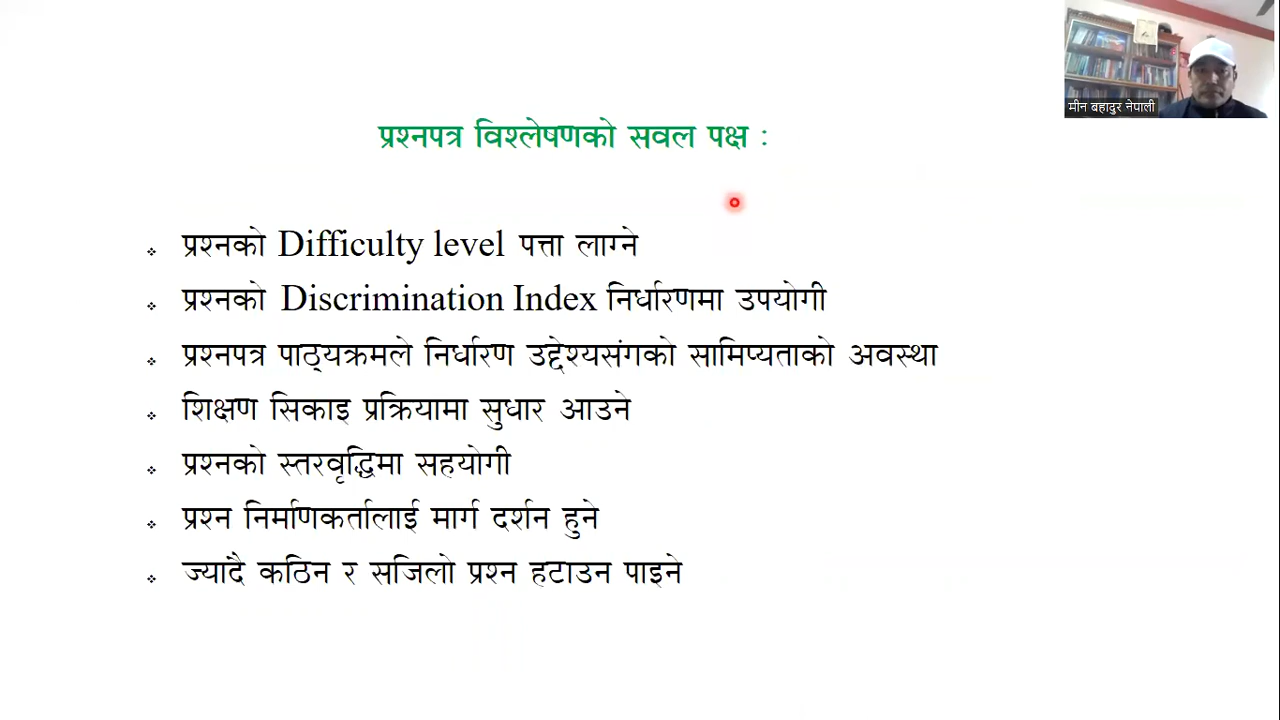 मीन बहादुर नेपाली
प्रश्नपत्र विश्लेषणको सवल पक्ष :
प्रश्नको Difficulty level पत्ता लाग्ने
प्रश्नको Discrimination Index निर्धारणमा उपयोगी
प्रश्नपत्र पाठ्यक्रमले निर्धारण उद्देश्यसंगको सामिप्यताको अवस्था
शिक्षण सिकाइ प्रक्रियामा सुधार आउने
प्रश्नको स्तरवृद्धिमा सहयोगी
प्रश्न निर्माणकर्तालाई मार्ग दर्शन हुने
ज्यादै कठिन र सजिलो प्रश्न हटाउन पाइने